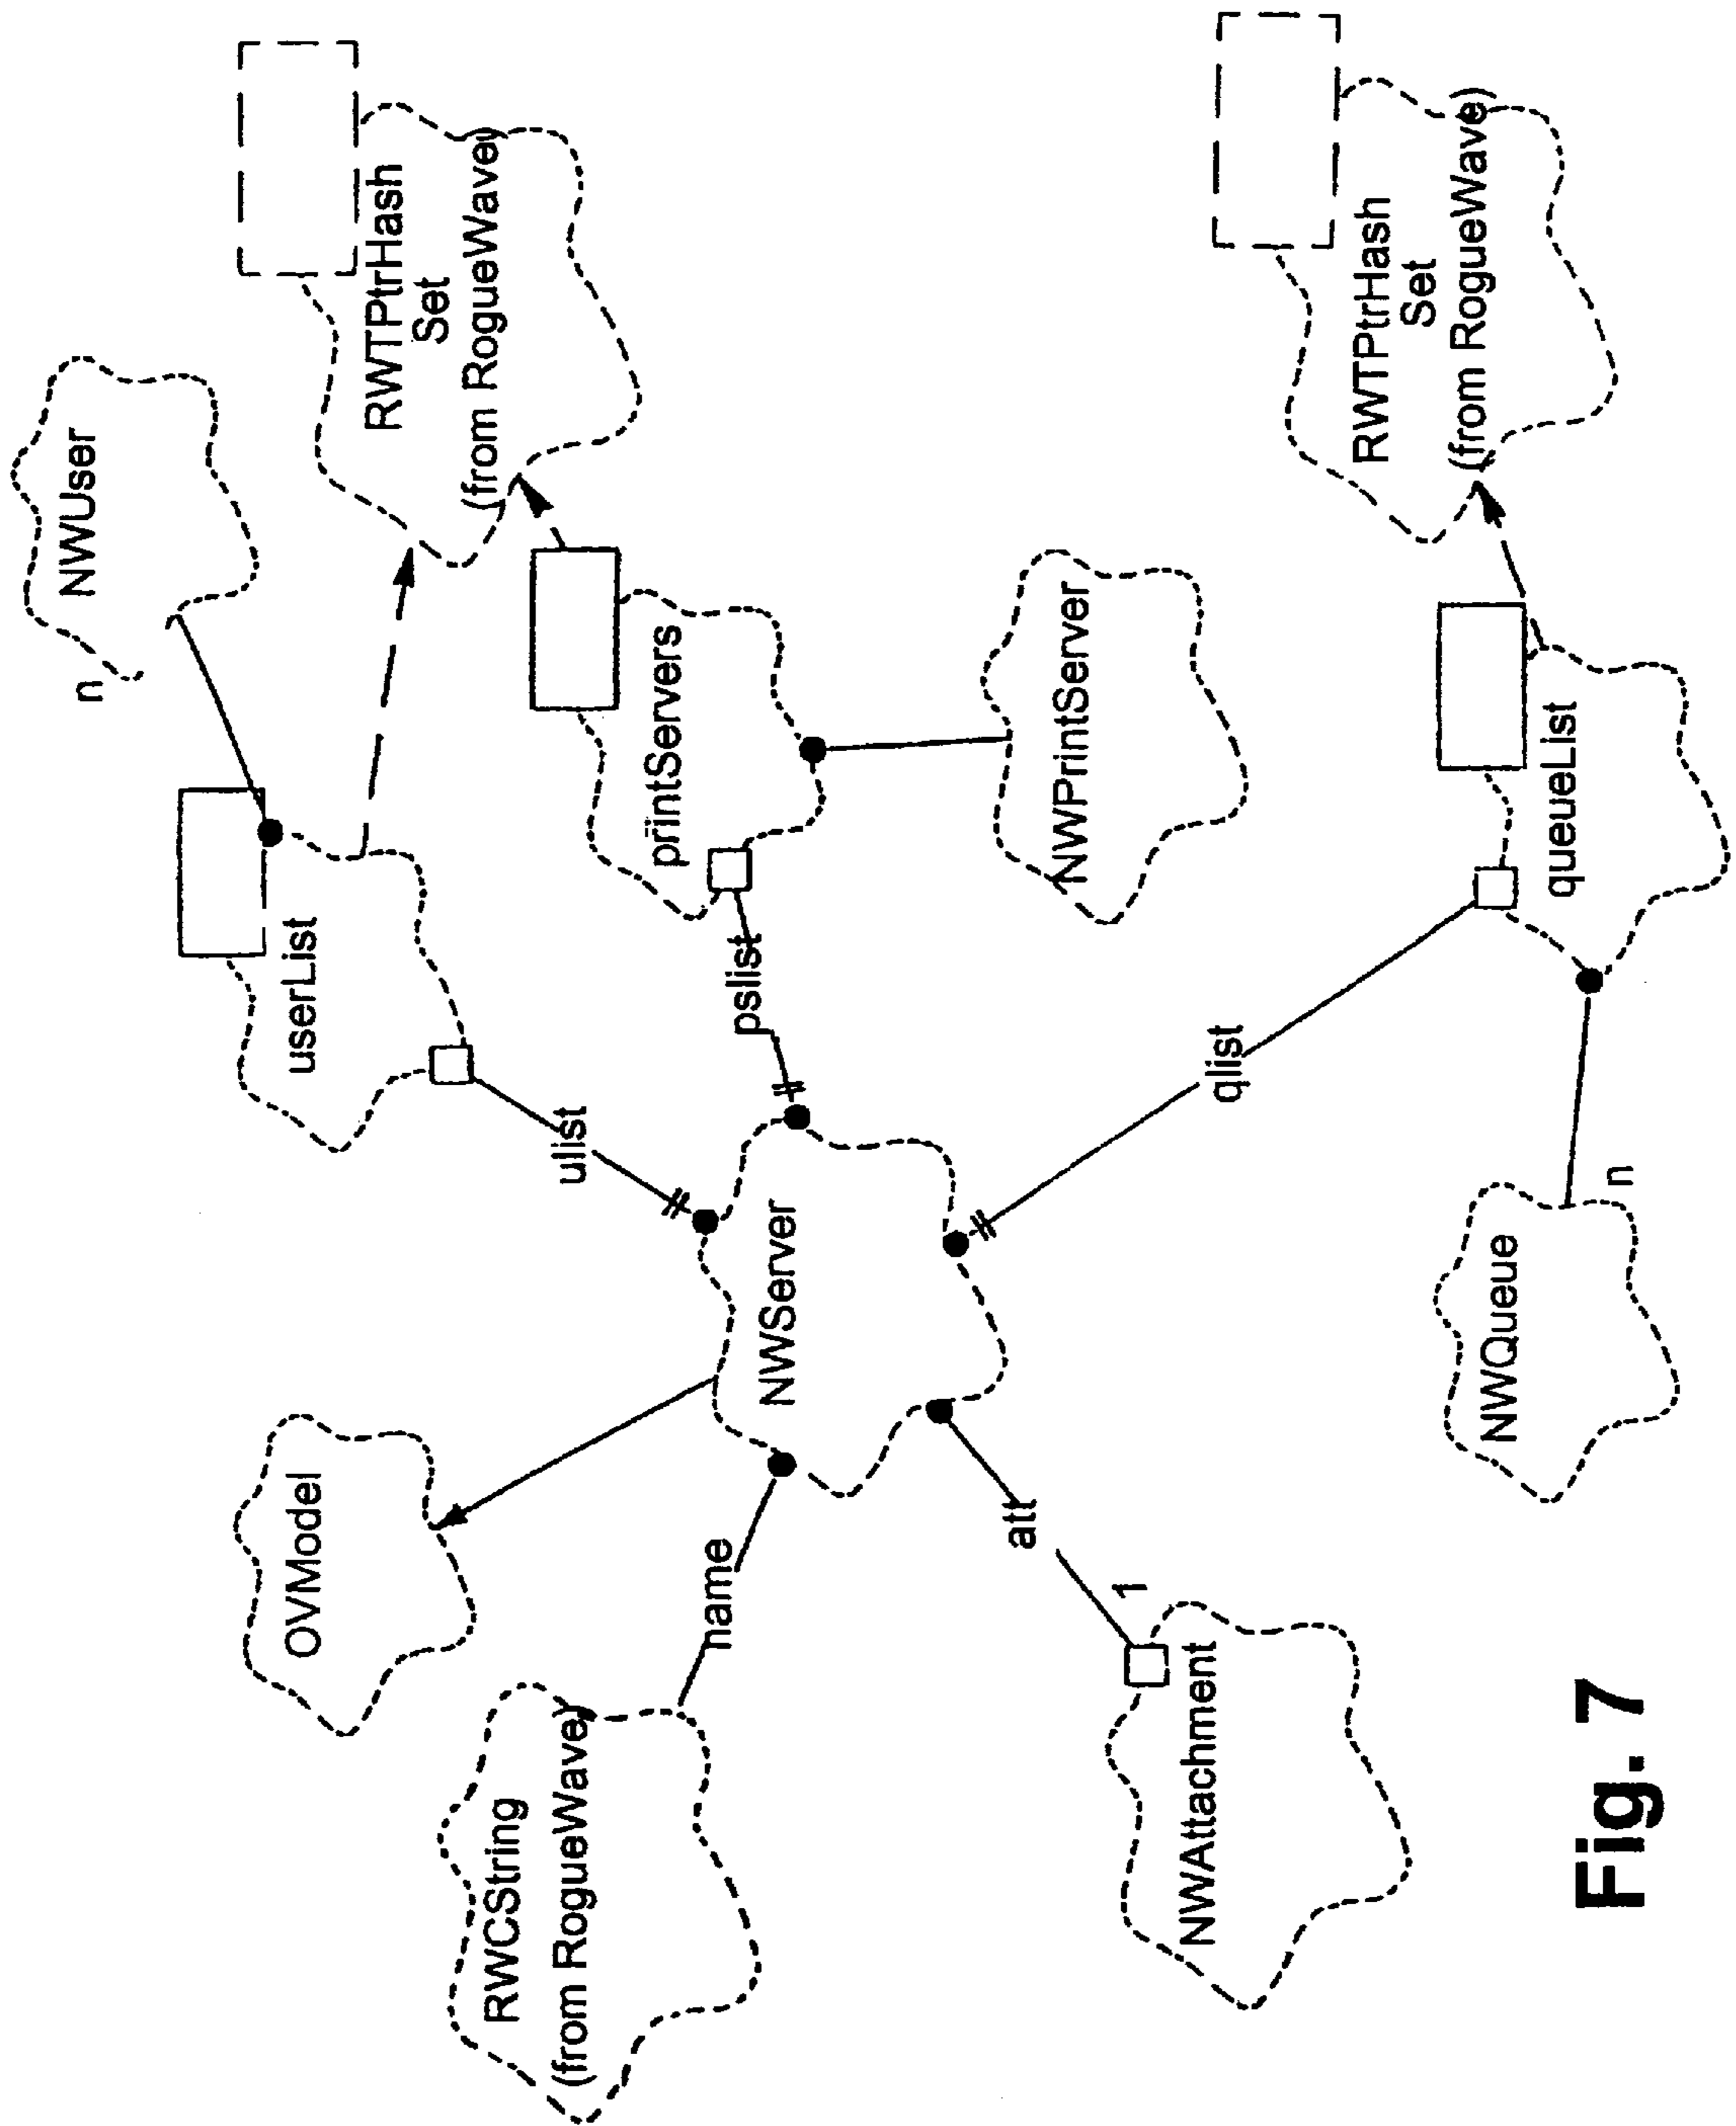 NWUser
n
RWTPtrHash
Set
(from RogueWave)
userList
ulist
printServers
pslist
NWPrintServer
OVModel
NWServer
name
RWCString
(from RogueWave)
att
1
NWAttachment
qlist
RWTPtrHash
Set
(from RogueWave)
queueList
NWQueue
n
Fig. 7